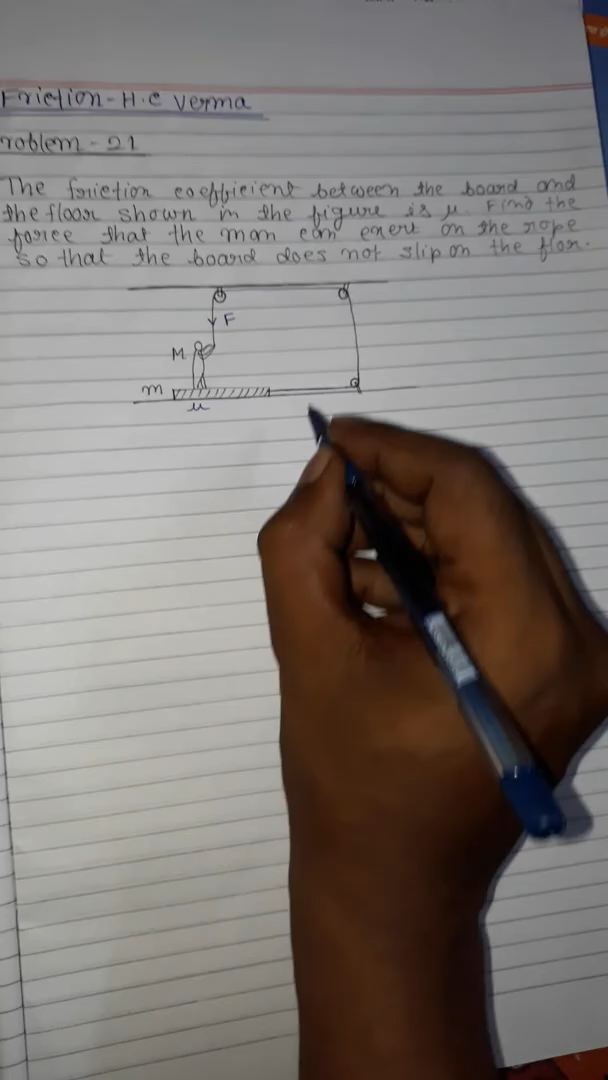 Friction - H.C Verma
roblem - 21
The friction coefficient between the board and
the floor shown in the figure is μ. Find the
force that the man can exert on the rope
so that the board does not slip on the flor.
F
M
m
μ